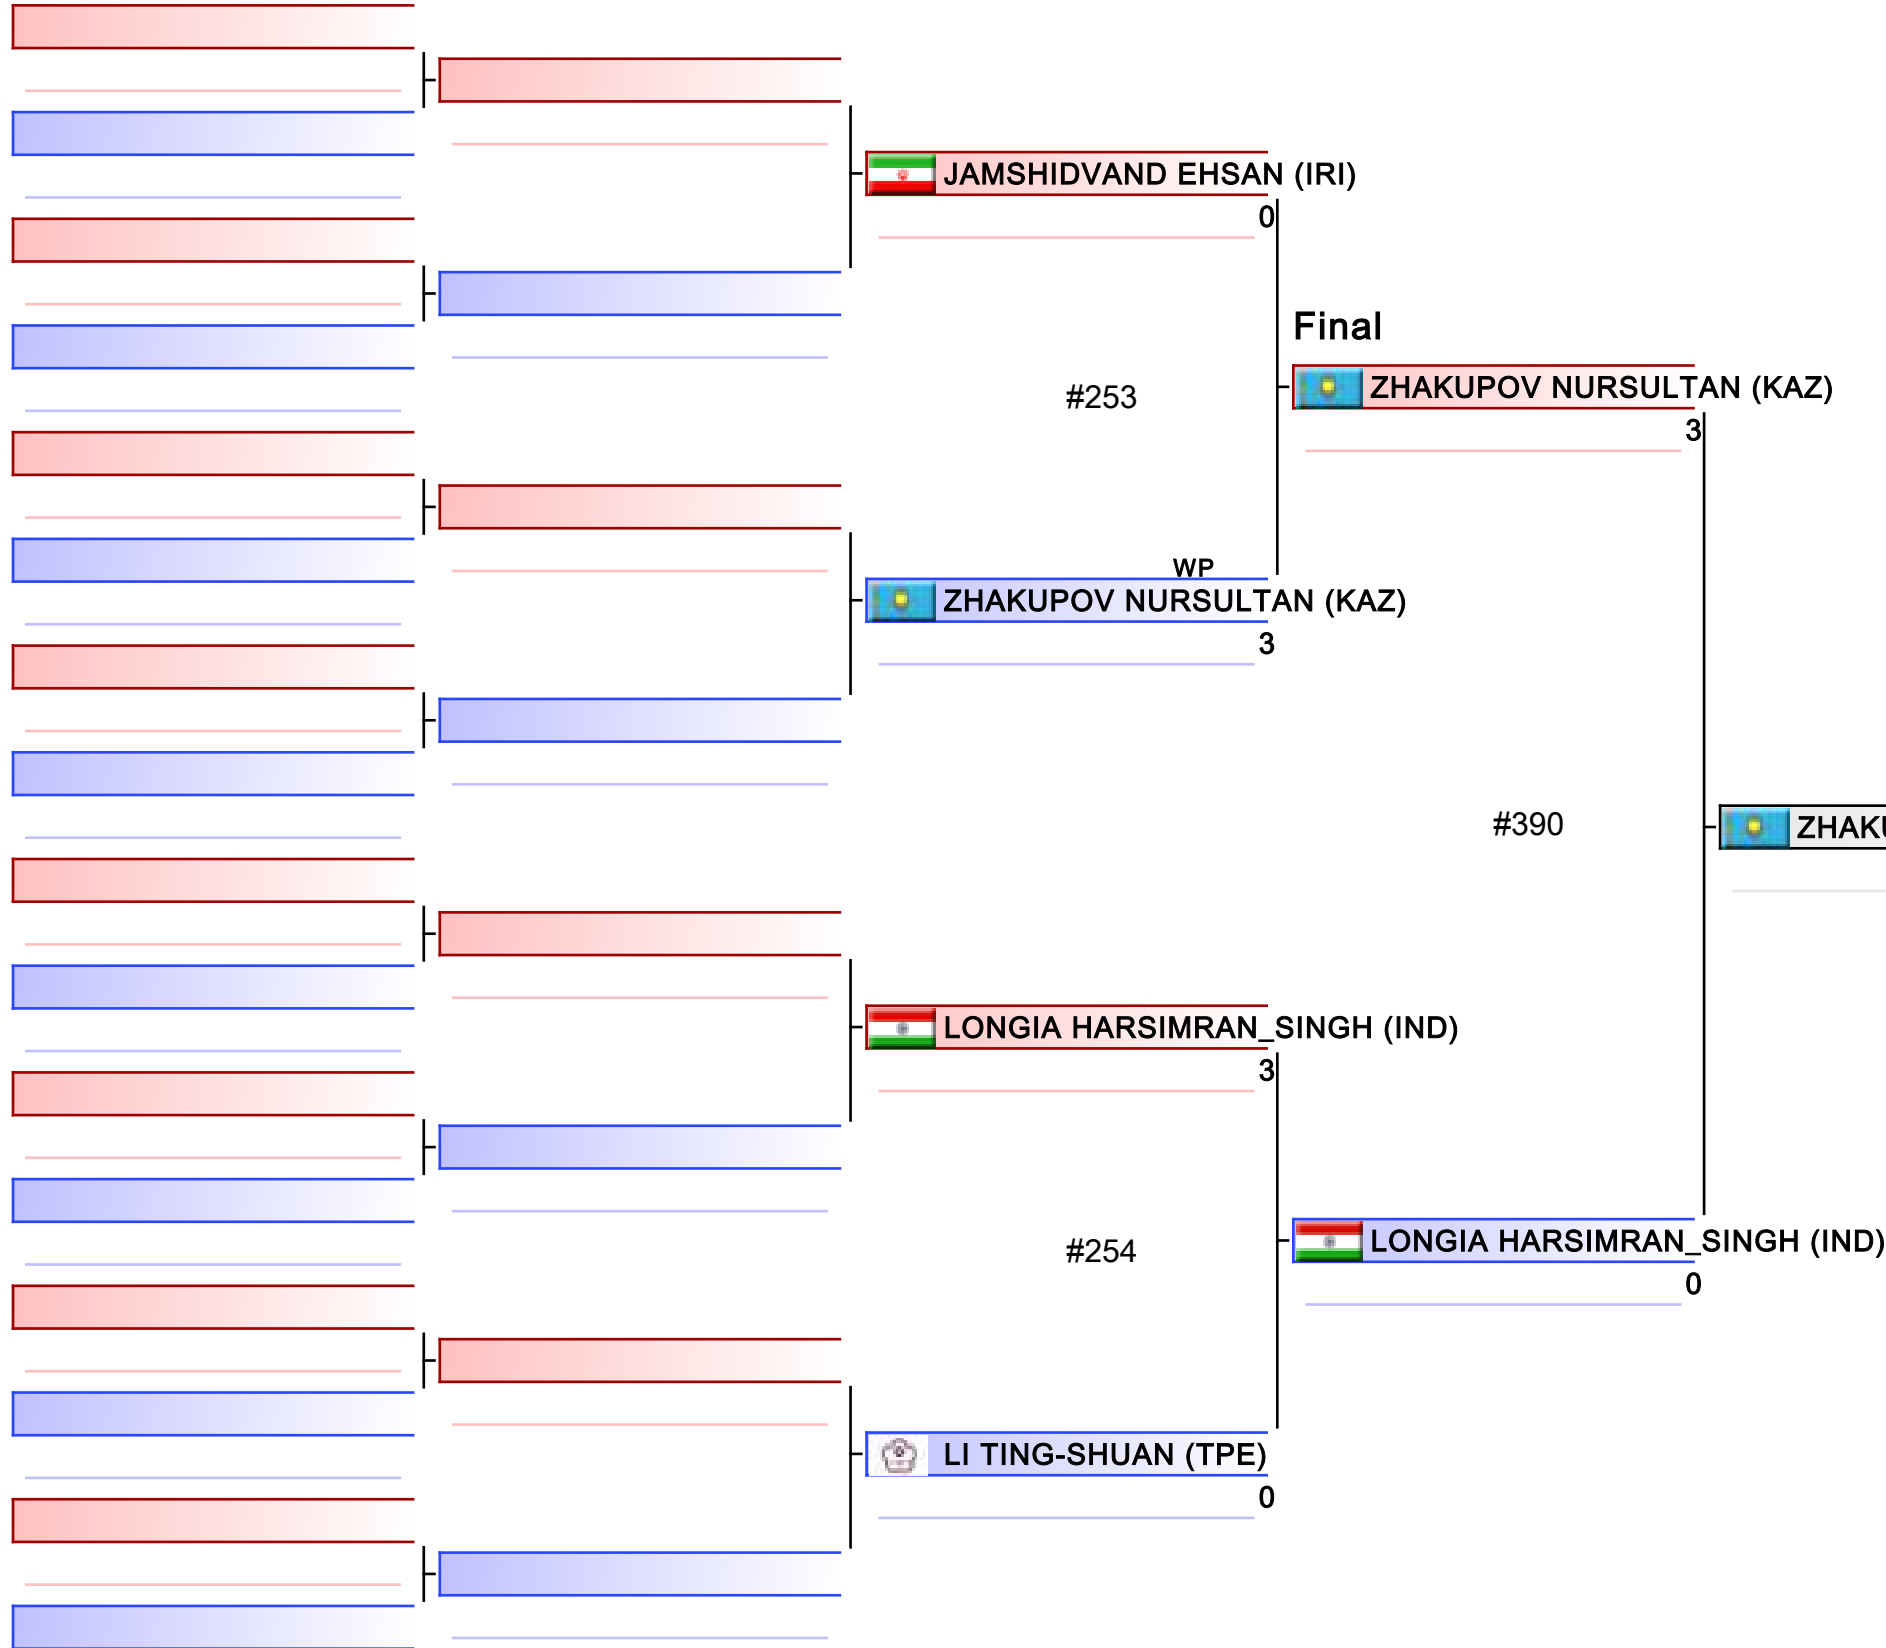 JAMSHIDVAND EHSAN (IRI)
0
Final
#253
ZHAKUPOV NURSULTAN (KAZ)
3
WP
ZHAKUPOV NURSULTAN (KAZ)
3
#390
ZHAKU
LONGIA HARSIMRAN_SINGH (IND)
3
#254
LONGIA HARSIMRAN_SINGH (IND)
0
LI TING-SHUAN (TPE)
0